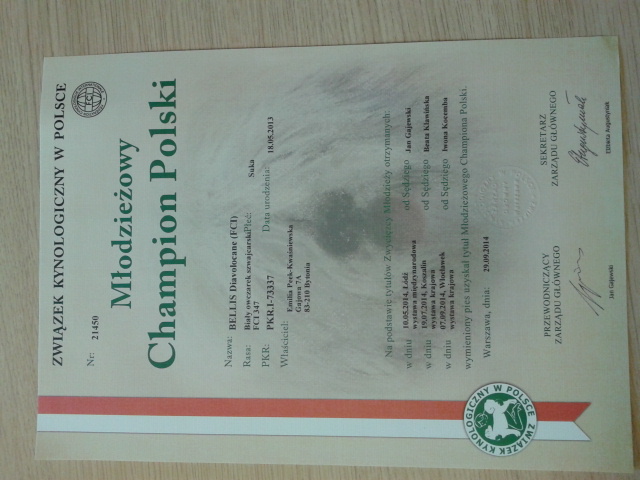 ZWIĄZEK KYNOLOGICZNY W POLSCE
FCI
Nr: 21450
Młodzieżowy
Champion Polski
Nazwa: BELLIS Diavolucane (FCI)
Rasa: Biały owczarek szwajcarski Płeć: Suka
FCI 347
PKR: PKR.I-73337 Data urodzenia: 18.05.2013
Właściciel: Emilia Peek-Kwaśniewska
Gajowa 7A
83-210 Bytonia
Na podstawie tytułów Zwycięzcy Młodzieży otrzymanych:
w dniu 10.05.2014, Łódź od Sędziego Jan Gajewski
wystawa międzynarodowa
w dniu 19.07.2014, Koszalin od Sędziego Beata Klawińska
wystawa krajowa
w dniu 07.09.2014, Włocławek od Sędziego Iwona Kocemba
wystawa krajowa
wymieniony pies uzyskał tytuł Młodzieżowego Championa Polski.
Warszawa, dnia: 29.09.2014
PRZEWODNICZĄCY
ZARZĄDU GŁÓWNEGO
Jan Gajewski
SEKRETARZ
ZARZĄDU GŁÓWNEGO
Elżbieta Augustyniak
ZWIĄZEK KYNOLOGICZNY W POLSCE